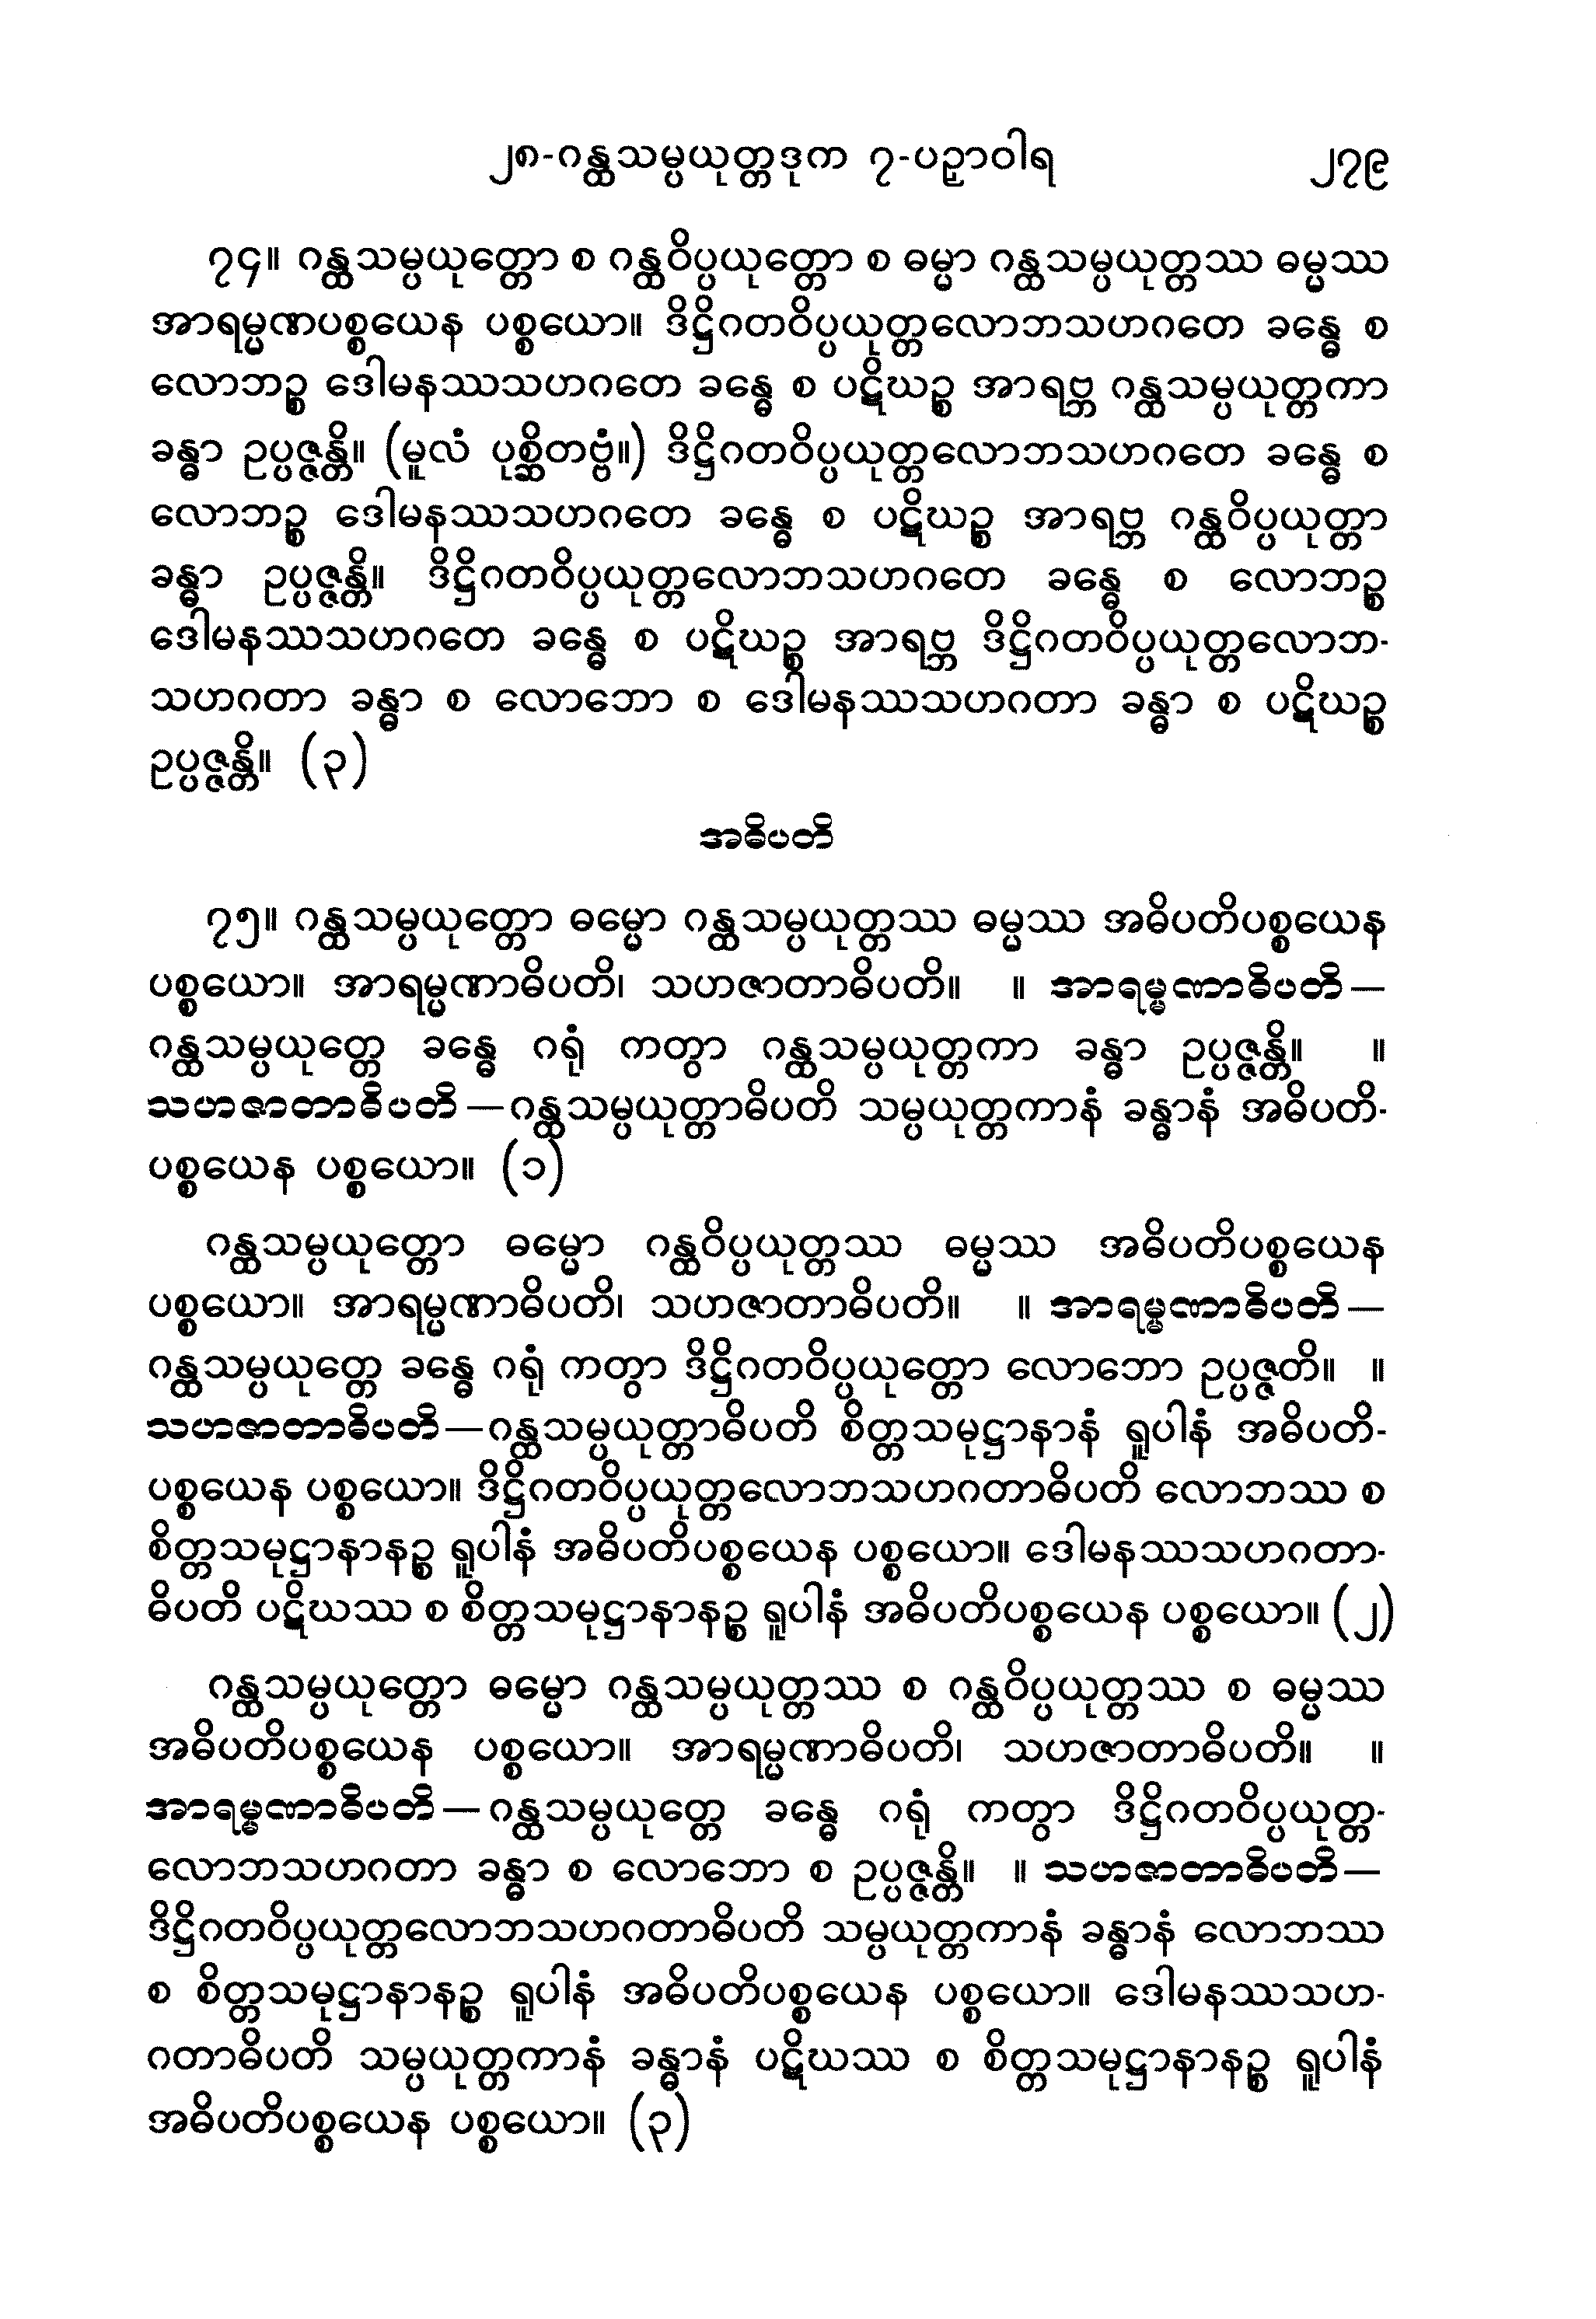 ၂၈-ဂန္ထသမ္ပယုတ္တဒုက ၇-ပဉှာဝါရ ၂၇၉
၇၄။ ဂန္ထသမ္ပယုတ္တော စ ဂန္ထဝိပ္ပယုတ္တော စ ဓမ္မာ ဂန္ထသမ္ပယုတ္တဿ ဓမ္မဿ
အာရမ္မဏပစ္စယေန ပစ္စယော။ ဒိဋ္ဌိဂတဝိပ္ပယုတ္တလောဘသဟဂတေ ခန္ဓေ စ
လောဘဉ္စ ဒေါမနဿသဟဂတေ ခန္ဓေ စ ပဋိဃဉ္စ အာရဗ္ဘ ဂန္ထသမ္ပယုတ္တကာ
ခန္ဓာ ဥပ္ပဇ္ဇန္တိ။ (မူလံ ပုစ္ဆိတဗ္ဗံ။) ဒိဋ္ဌိဂတဝိပ္ပယုတ္တလောဘသဟဂတေ ခန္ဓေ စ
လောဘဉ္စ ဒေါမနဿသဟဂတေ ခန္ဓေ စ ပဋိဃဉ္စ အာရဗ္ဘ ဂန္ထဝိပ္ပယုတ္တာ
ခန္ဓာ ဥပ္ပဇ္ဇန္တိ။ ဒိဋ္ဌိဂတဝိပ္ပယုတ္တလောဘသဟဂတေ ခန္ဓေ စ လောဘဉ္စ
ဒေါမနဿသဟဂတေ ခန္ဓေ စ ပဋိဃဉ္စ အာရဗ္ဘ ဒိဋ္ဌိဂတဝိပ္ပယုတ္တလောဘ-
သဟဂတာ ခန္ဓာ စ လောဘော စ ဒေါမနဿသဟဂတာ ခန္ဓာ စ ပဋိဃဉ္စ
ဥပ္ပဇ္ဇန္တိ။ (၃)
အဓိပတိ
၇၅။ ဂန္ထသမ္ပယုတ္တော ဓမ္မော ဂန္ထသမ္ပယုတ္တဿ ဓမ္မဿ အဓိပတိပစ္စယေန
ပစ္စယော။ အာရမ္မဏာဓိပတိ၊ သဟဇာတာဓိပတိ။ ။ အာရမ္မဏာဓိပတိ—
ဂန္ထသမ္ပယုတ္တေ ခန္ဓေ ဂရုံ ကတွာ ဂန္ထသမ္ပယုတ္တကာ ခန္ဓာ ဥပ္ပဇ္ဇန္တိ။ ။
သဟဇာတာဓိပတိ—ဂန္ထသမ္ပယုတ္တာဓိပတိ သမ္ပယုတ္တကာနံ ခန္ဓာနံ အဓိပတိ-
ပစ္စယေန ပစ္စယော။ (၁)
ဂန္ထသမ္ပယုတ္တော ဓမ္မော ဂန္ထဝိပ္ပယုတ္တဿ ဓမ္မဿ အဓိပတိပစ္စယေန
ပစ္စယော။ အာရမ္မဏာဓိပတိ၊ သဟဇာတာဓိပတိ။ ။ အာရမ္မဏာဓိပတိ—
ဂန္ထသမ္ပယုတ္တေ ခန္ဓေ ဂရုံ ကတွာ ဒိဋ္ဌိဂတဝိပ္ပယုတ္တော လောဘော ဥပ္ပဇ္ဇတိ။ ။
သဟဇာတာဓိပတိ—ဂန္ထသမ္ပယုတ္တာဓိပတိ စိတ္တသမုဋ္ဌာနာနံ ရူပါနံ အဓိပတိ-
ပစ္စယေန ပစ္စယော။ ဒိဋ္ဌိဂတဝိပ္ပယုတ္တလောဘသဟဂတာဓိပတိ လောဘဿ စ
စိတ္တသမုဋ္ဌာနာနဉ္စ ရူပါနံ အဓိပတိပစ္စယေန ပစ္စယော။ ဒေါမနဿသဟဂတာ-
ဓိပတိ ပဋိဃဿ စ စိတ္တသမုဋ္ဌာနာနဉ္စ ရူပါနံ အဓိပတိပစ္စယေန ပစ္စယော။ (၂)
ဂန္ထသမ္ပယုတ္တော ဓမ္မော ဂန္ထသမ္ပယုတ္တဿ စ ဂန္ထဝိပ္ပယုတ္တဿ စ ဓမ္မဿ
အဓိပတိပစ္စယေန ပစ္စယော။ အာရမ္မဏာဓိပတိ၊ သဟဇာတာဓိပတိ။ ။
အာရမ္မဏာဓိပတိ—ဂန္ထသမ္ပယုတ္တေ ခန္ဓေ ဂရုံ ကတွာ ဒိဋ္ဌိဂတဝိပ္ပယုတ္တ-
လောဘသဟဂတာ ခန္ဓာ စ လောဘော စ ဥပ္ပဇ္ဇန္တိ။ ။ သဟဇာတာဓိပတိ—
ဒိဋ္ဌိဂတဝိပ္ပယုတ္တလောဘသဟဂတာဓိပတိ သမ္ပယုတ္တကာနံ ခန္ဓာနံ လောဘဿ
စ စိတ္တသမုဋ္ဌာနာနဉ္စ ရူပါနံ အဓိပတိပစ္စယေန ပစ္စယော။ ဒေါမနဿသဟ-
ဂတာဓိပတိ သမ္ပယုတ္တကာနံ ခန္ဓာနံ ပဋိဃဿ စ စိတ္တသမုဋ္ဌာနာနဉ္စ ရူပါနံ
အဓိပတိပစ္စယေန ပစ္စယော။ (၃)